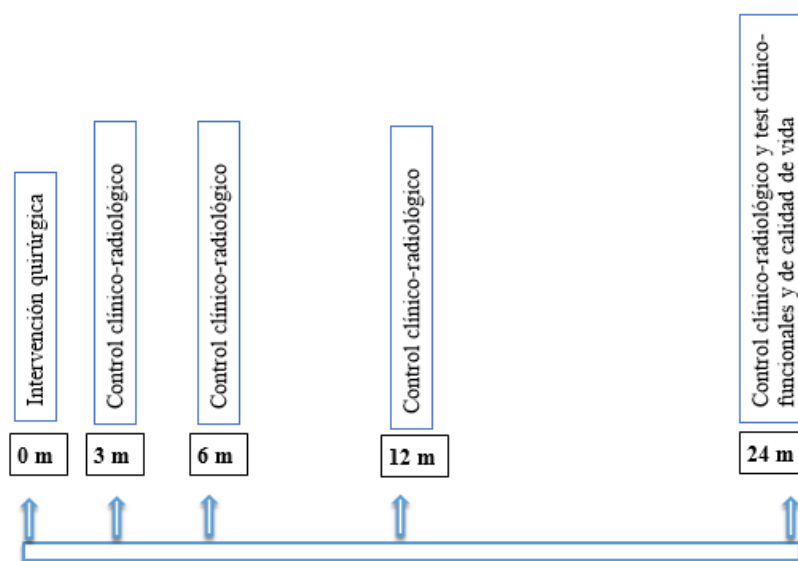 Intervención quirúrgica
0 m
Control clínico-radiológico
3 m
Control clínico-radiológico
6 m
Control clínico-radiológico
12 m
Control clínico-radiológico y test clínico-
funcionales y de calidad de vida
24 m